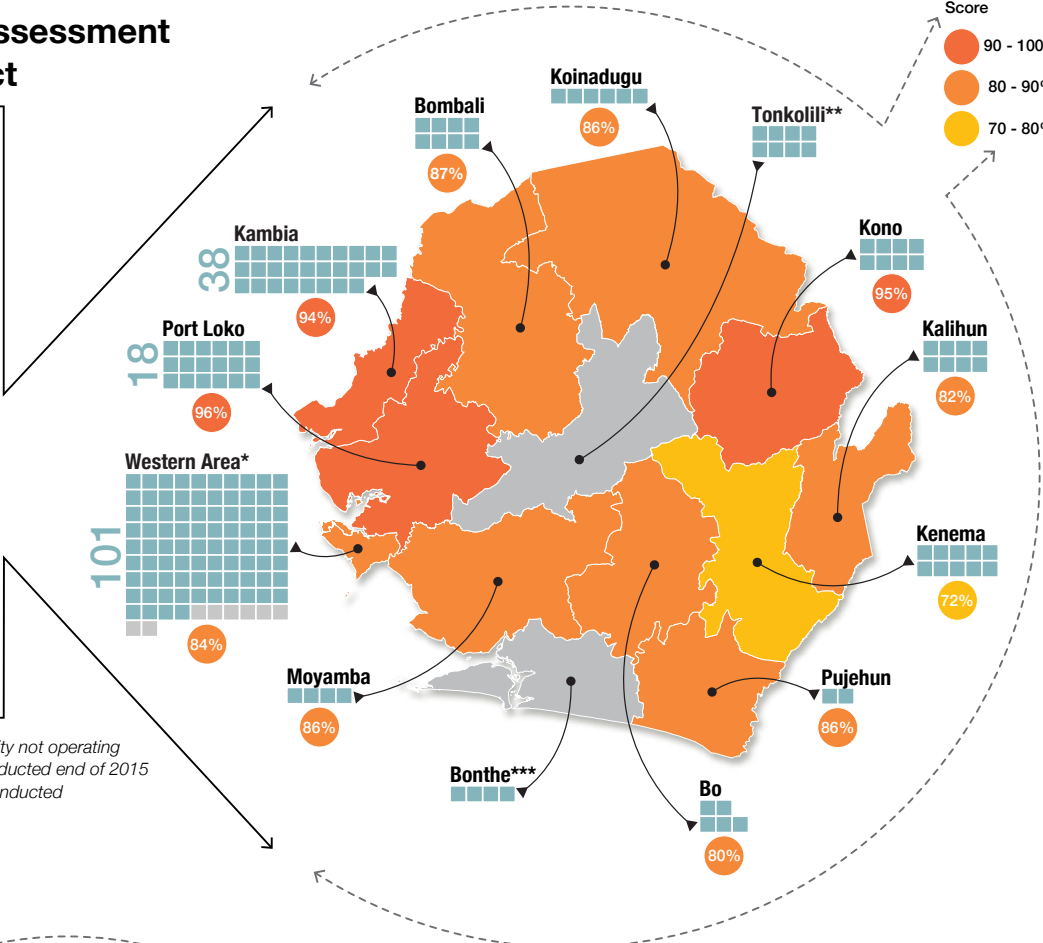 ssessment
ct
Score
90 - 100
80 - 90
70 - 80
Koinadugu
86%
Bombali
87%
Tonkolili**
Kambia
38
94%
Kono
95%
Port Loko
18
96%
Kalihun
82%
Western Area*
101
84%
Kenema
72%
Moyamba
86%
Pujehun
86%
ity not operating
ducted end of 2015
nducted
Bonthe***
Bo
80%